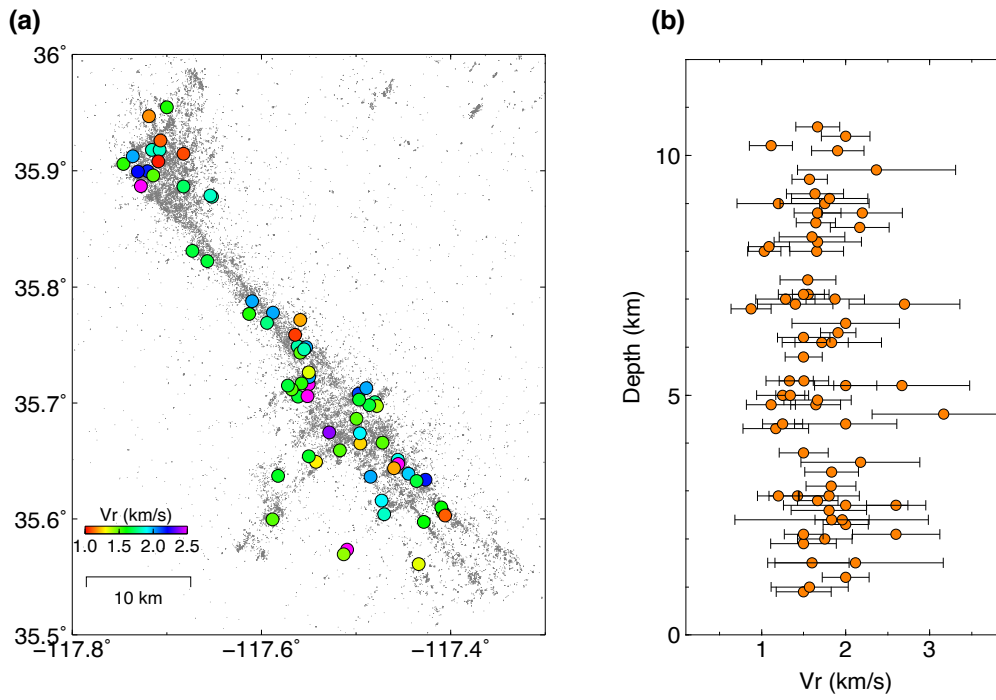 (a)
(b)
36˚
35.9˚
35.8˚
35.7˚
35.6˚
35.5˚
−117.8˚
−117.6˚
−117.4˚
Vr (km/s)
1.0 1.5 2.0 2.5
10 km
10
5
0
Depth (km)
1 2 3
Vr (km/s)